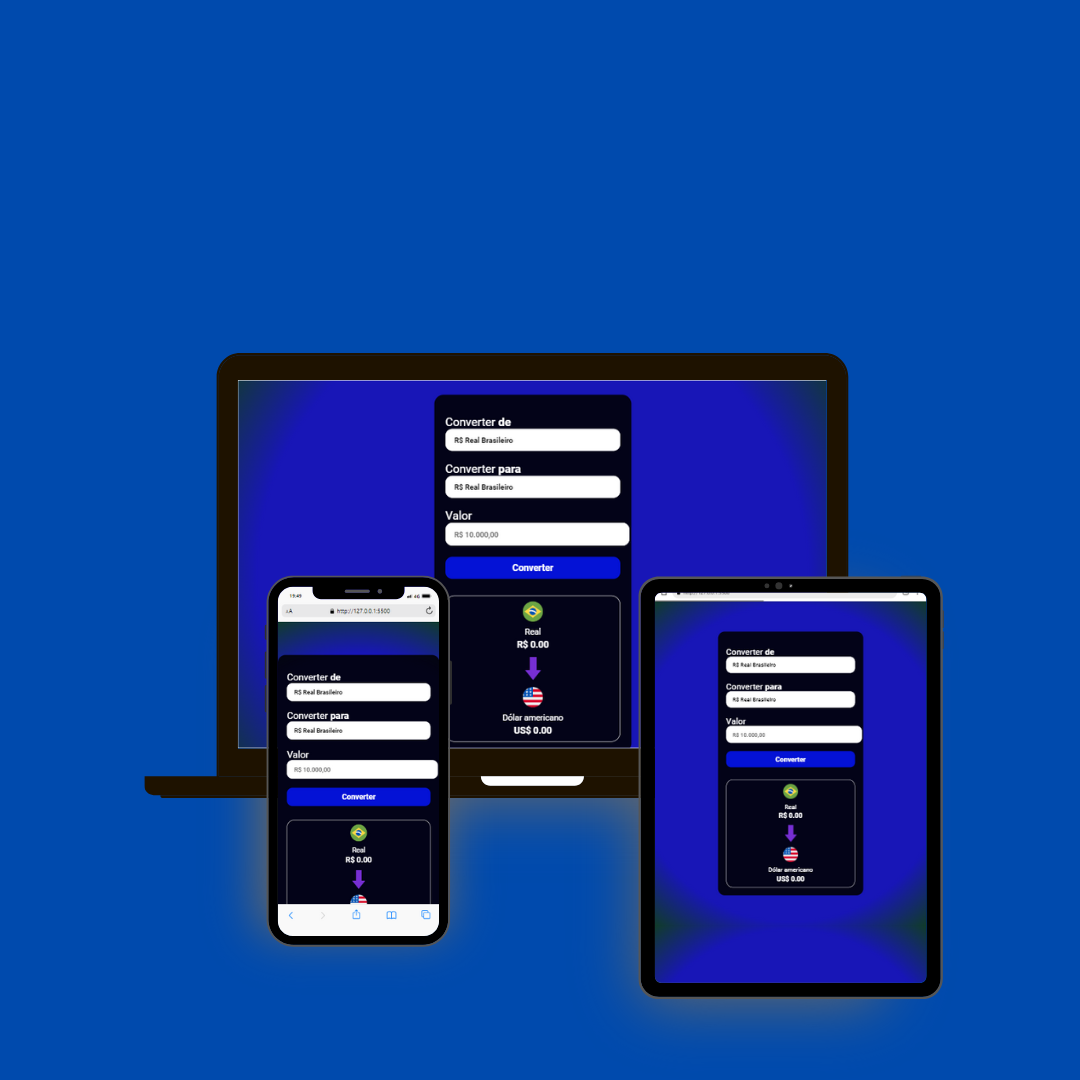 Converter de
R$ Real Brasileiro
Converter para
R$ Real Brasileiro
Valor
R$ 10.000,00
Converter
Real
R$ 0.00
Dólar americano
US$ 0.00
19:49
AA
http://127.0.0.1:5500
Converter de
R$ Real Brasileiro
Converter para
R$ Real Brasileiro
Valor
R$ 10.000,00
Converter
Real
R$ 0.00
Converter de
R$ Real Brasileiro
Converter para
R$ Real Brasileiro
Valor
R$ 10.000,00
Converter
Real
R$ 0.00
Dólar americano
US$ 0.00